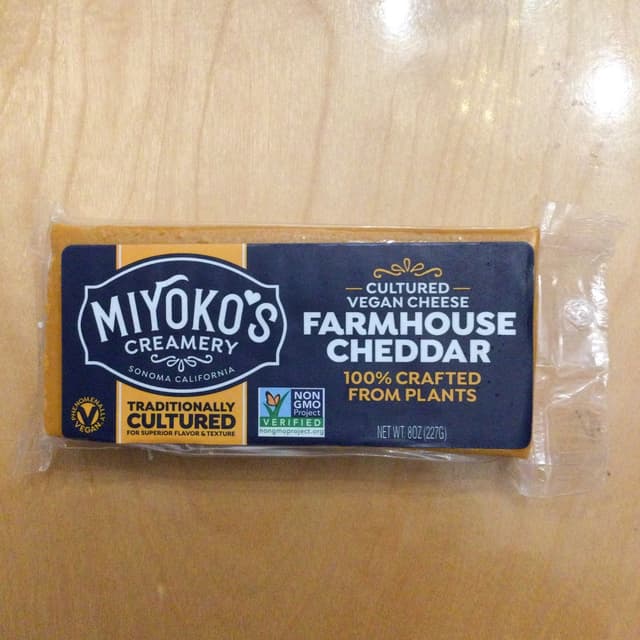 MIYOKO'S
CREAMERY
SONOMA CALIFORNIA
PHENOMENALLY
VEGAN
TRADITIONALLY
CULTURED
FOR SUPERIOR FLAVOR & TEXTURE
NON
GMO
Project
VERIFIED
nongmoproject.org
CULTURED
VEGAN CHEESE
FARMHOUSE
CHEDDAR
100% CRAFTED
FROM PLANTS
NET WT. 8OZ (227G)